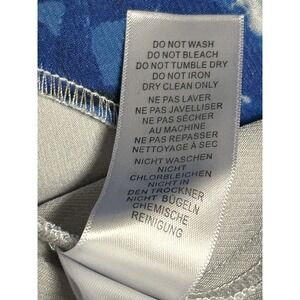 DO NOT WASH
DO NOT BLEACH
DO NOT TUMBLE DRY
DO NOT IRON
DRY CLEAN ONLY
NE PAS LAVER
NE PAS JAVELLISER
NE PAS SÉCHER
AU MACHINE
NE PAS REPASSER
NETTOYAGE À SEC
NICHT WASCHEN
NICHT
CHLORBLEICHEN
NICHT IN
DEN TROCKNER
NICHT BÜGELN
CHEMISCHE
REINIGUNG